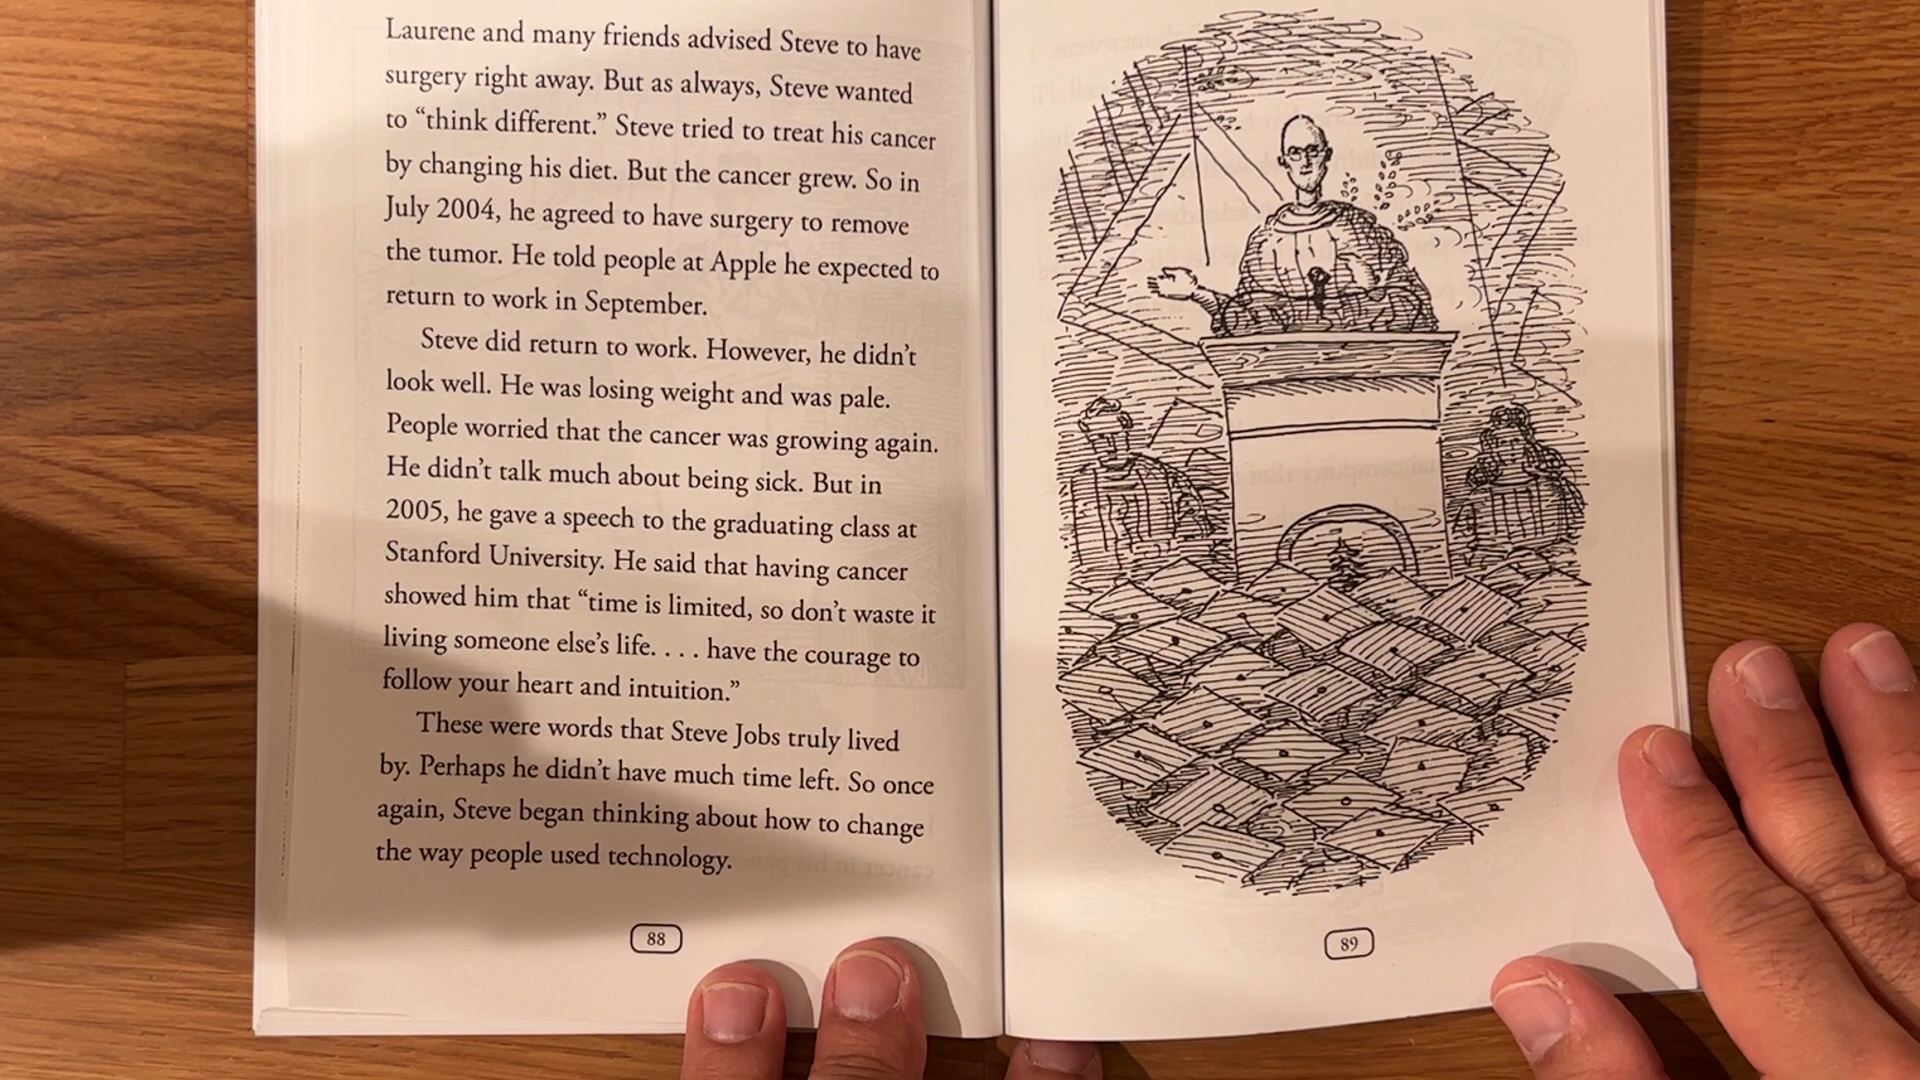 Laurene and many friends advised Steve to have
surgery right away. But as always, Steve wanted
to “think different.” Steve tried to treat his cancer
by changing his diet. But the cancer grew. So in
July 2004, he agreed to have surgery to remove
the tumor. He told people at Apple he expected to
return to work in September.
Steve did return to work. However, he didn’t
look well. He was losing weight and was pale.
People worried that the cancer was growing again.
He didn’t talk much about being sick. But in
2005, he gave a speech to the graduating class at
Stanford University. He said that having cancer
showed him that “time is limited, so don’t waste it
living someone else’s life. . . . have the courage to
follow your heart and intuition.”
These were words that Steve Jobs truly lived
by. Perhaps he didn’t have much time left. So once
again, Steve began thinking about how to change
the way people used technology.
88
89